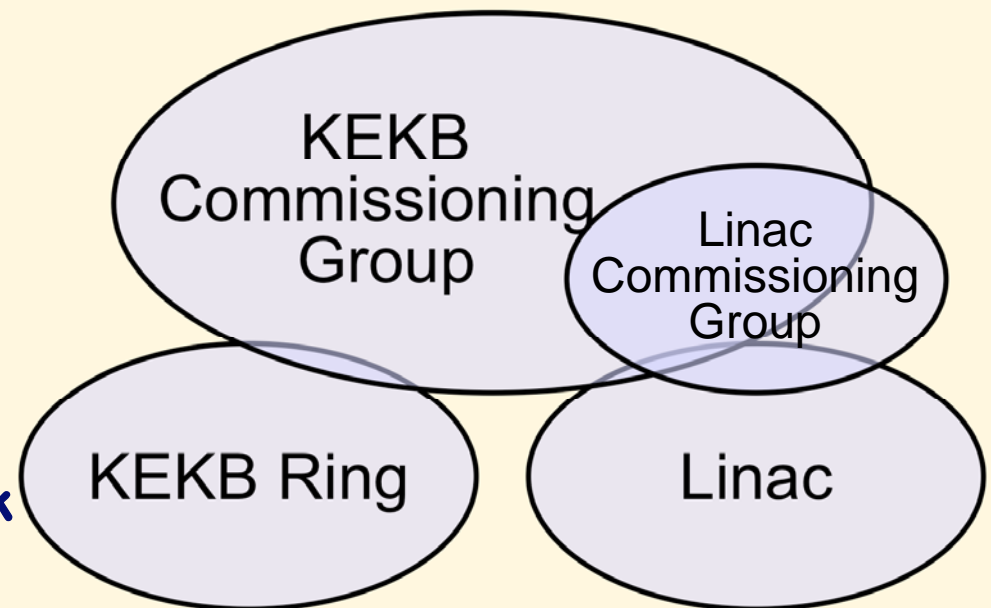 KEKB
Commissioning
Group
Linac
Commissioning
Group
KEKB Ring
Linac